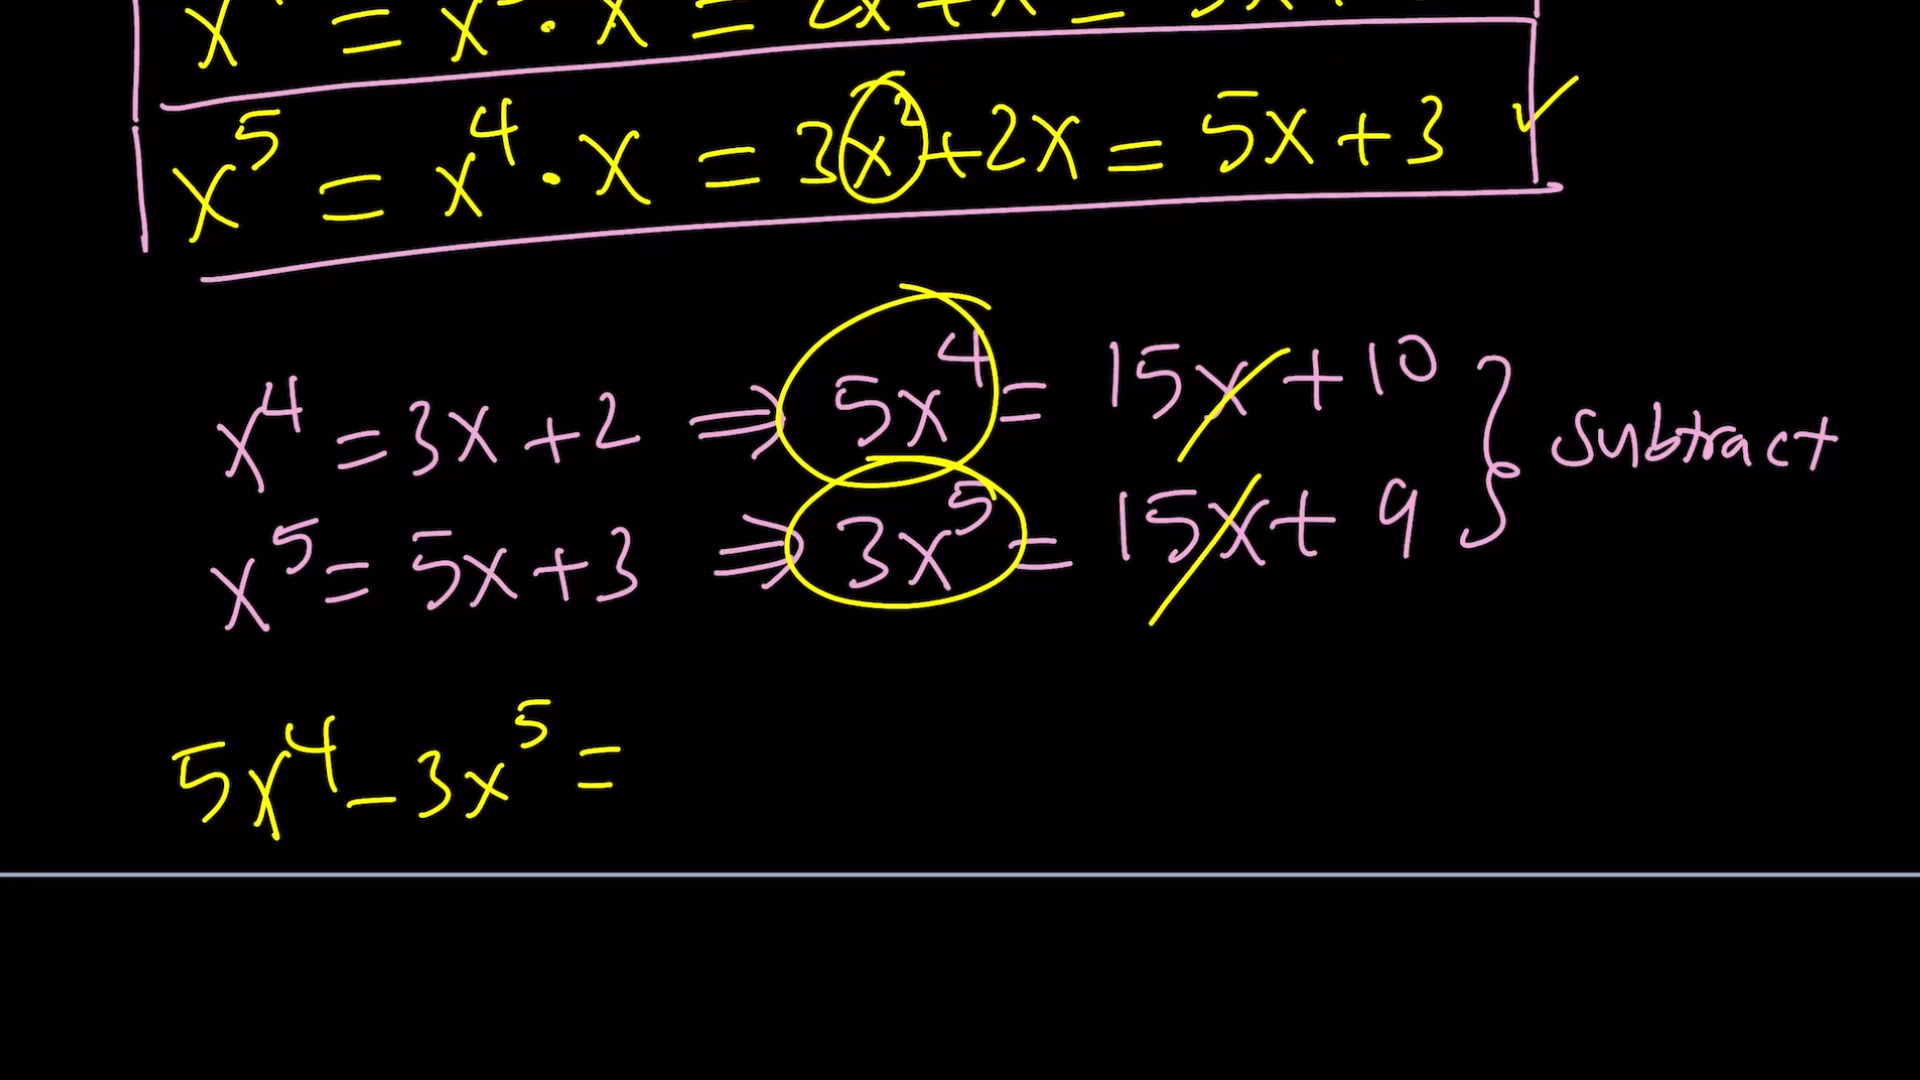 x⁵ = x⁴ · x = 3x² + 2x = 5x + 3 ✓
x⁴ = 3x + 2 ⇒ 5x⁴ = 15x + 10 } subtract
x⁵ = 5x + 3 ⇒ 3x⁵ = 15x + 9
5x⁴ - 3x⁵ =